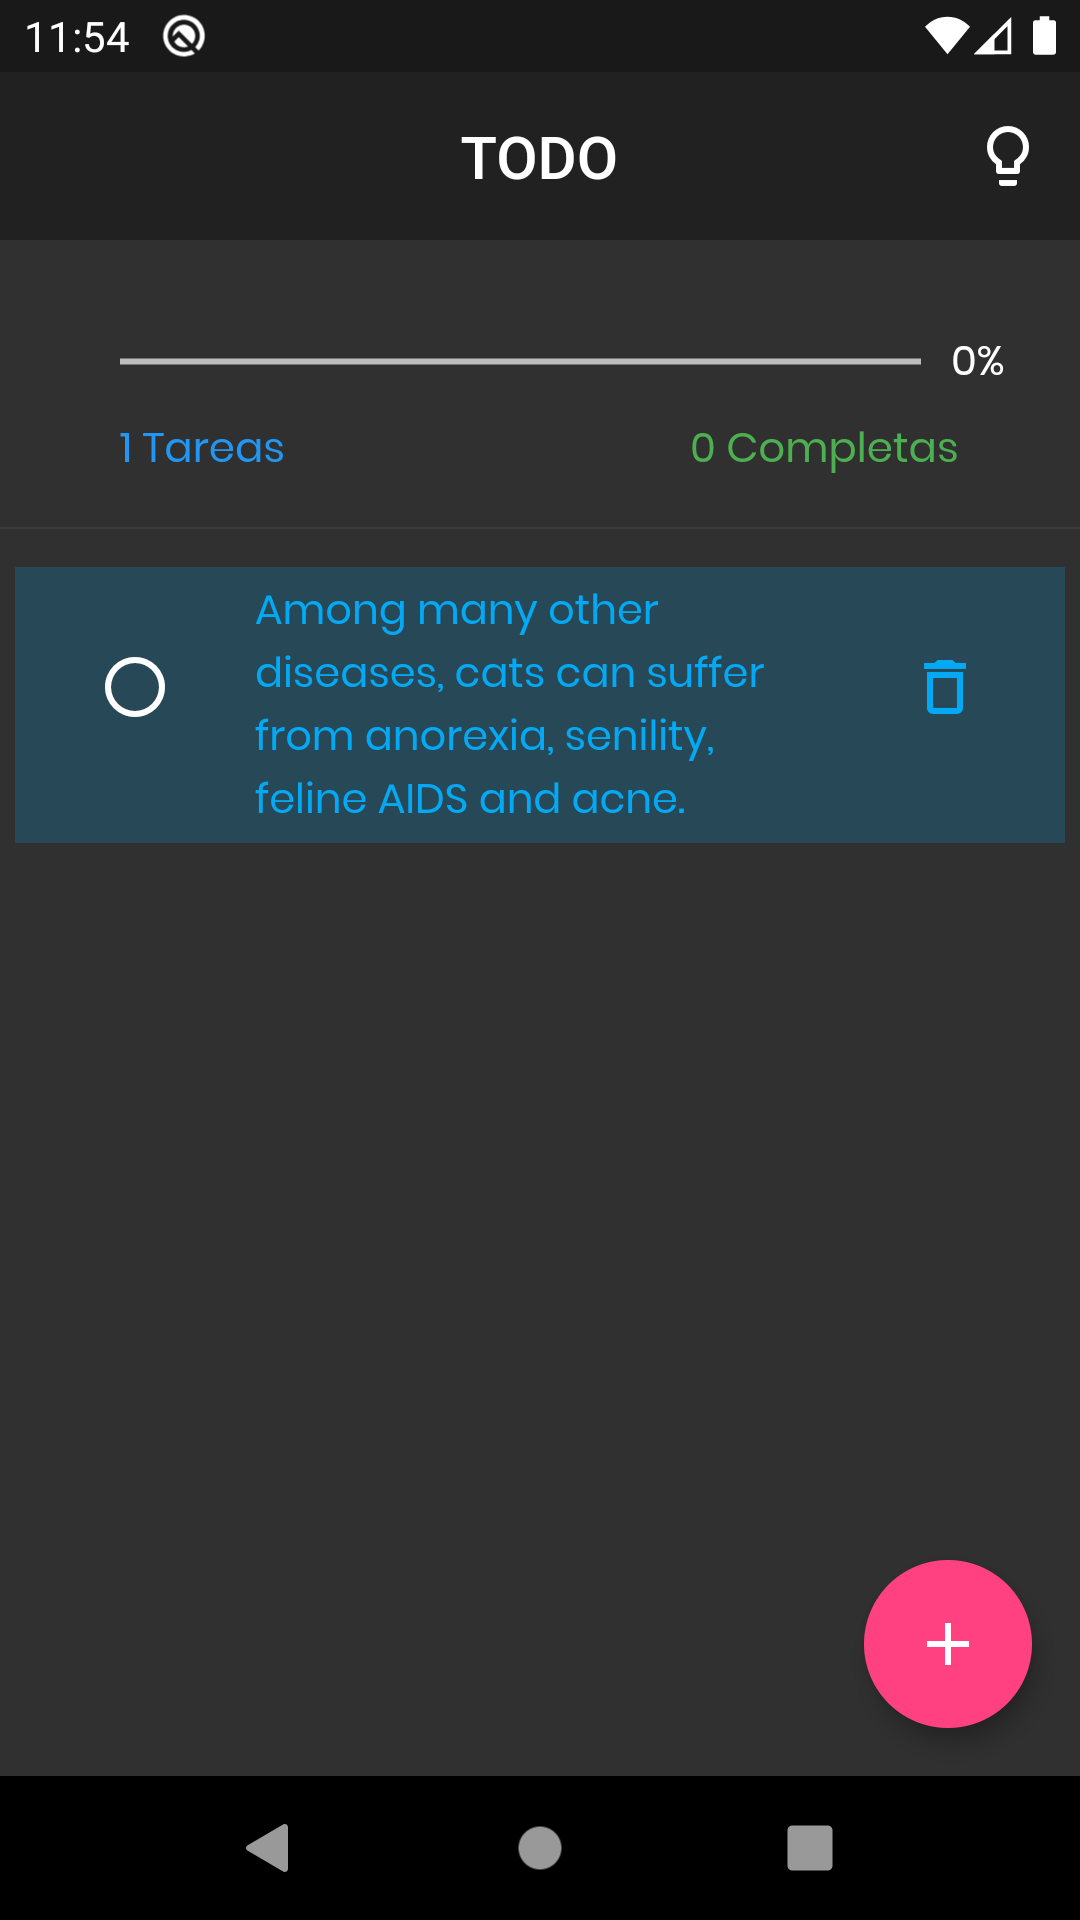 11:54
TODO
0%
1 Tareas
0 Completas
Among many other
diseases, cats can suffer
from anorexia, senility,
feline AIDS and acne.